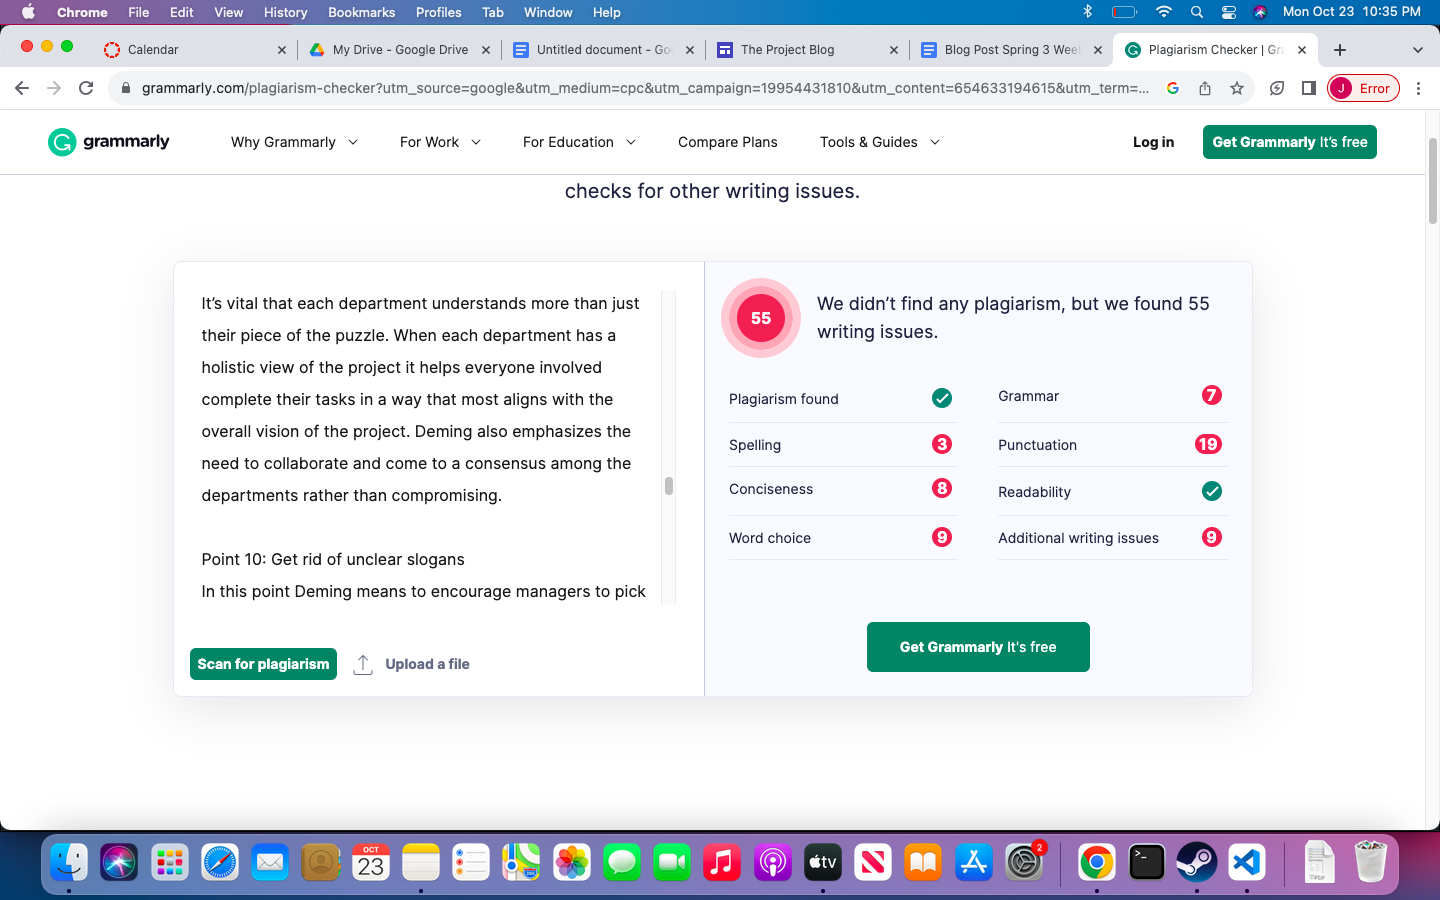 Chrome File Edit View History Bookmarks Profiles Tab Window Help Mon Oct 23 10:35 PM
Calendar My Drive - Google Drive Untitled document - Goo The Project Blog Blog Post Spring 3 Week Plagiarism Checker | Gra
grammarly.com/plagiarism-checker?utm_source=google&utm_medium=cpc&utm_campaign=19954431810&utm_content=654633194615&utm_term=... J Error
grammarly Why Grammarly For Work For Education Compare Plans Tools & Guides Log in Get Grammarly It's free
checks for other writing issues.
It's vital that each department understands more than just
their piece of the puzzle. When each department has a
holistic view of the project it helps everyone involved
complete their tasks in a way that most aligns with the
overall vision of the project. Deming also emphasizes the
need to collaborate and come to a consensus among the
departments rather than compromising.
Point 10: Get rid of unclear slogans
In this point Deming means to encourage managers to pick
Scan for plagiarism Upload a file
55 We didn't find any plagiarism, but we found 55
writing issues.
Plagiarism found Grammar 7
Spelling 3 Punctuation 19
Conciseness 8 Readability
Word choice 9 Additional writing issues 9
Get Grammarly It's free
OCT
23
tv
2
>_
PDF